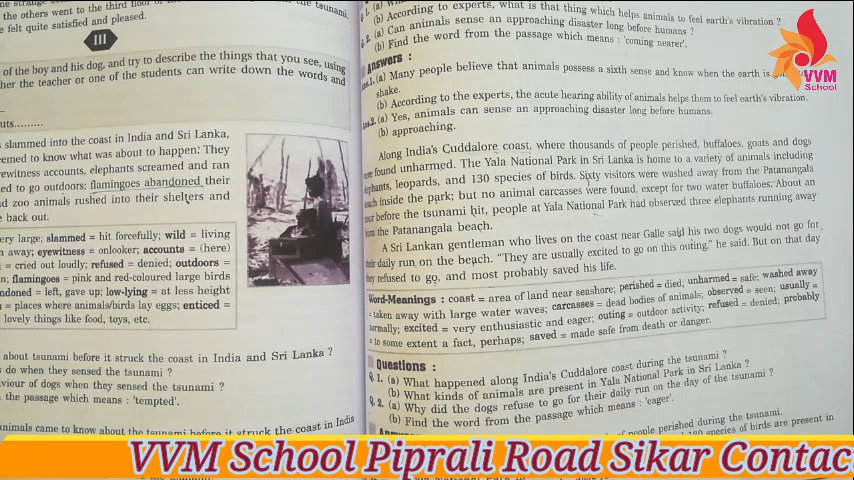 the others went to the third floor of
felt quite satisfied and pleased.
the tsunami.
III
of the boy and his dog, and try to describe the things that you see, using
her the teacher or one of the students can write down the words and
uts.........
slammed into the coast in India and Sri Lanka,
emed to know what was about to happen. They
ewitness accounts, elephants screamed and ran
ed to go outdoors; flamingoes abandoned their
d zoo animals rushed into their shelters and
back out.
ery large; slammed = hit forcefully; wild = living
n away; eyewitness = onlooker; accounts = (here)
= cried out loudly; refused = denied; outdoors =
n; flamingoes = pink and red-coloured large birds
ndoned = left, gave up; low-lying = at less height
= places where animals/birds lay eggs; enticed =
lovely things like food, toys, etc.
about tsunami before it struck the coast in India and Sri Lanka ?
s do when they sensed the tsunami ?
viour of dogs when they sensed the tsunami ?
the passage which means : 'tempted'.
animals came to know about the tsunami before it struck the coast in India
(b) According to experts, what is that thing which helps animals to feel earth's vibration ?
Q. 2. (a) Can animals sense an approaching disaster long before humans ?
(b) Find the word from the passage which means : 'coming nearer'.
Answers :
Ans.1. (a) Many people believe that animals possess a sixth sense and know when the earth is
shake.
(b) According to the experts, the acute hearing ability of animals helps them to feel earth's vibration.
Ans.2. (a) Yes, animals can sense an approaching disaster long before humans.
(b) approaching.
Along India's Cuddalore coast, where thousands of people perished, buffaloes, goats and dogs
were found unharmed. The Yala National Park in Sri Lanka is home to a variety of animals including
elephants, leopards, and 130 species of birds. Sixty visitors were washed away from the Patanangala
beach inside the park; but no animal carcasses were found, except for two water buffaloes. About an
hour before the tsunami hit, people at Yala National Park had observed three elephants running away
from the Patanangala beach.
A Sri Lankan gentleman who lives on the coast near Galle said his two dogs would not go for
their daily run on the beach. "They are usually excited to go on this outing," he said. But on that day
they refused to go, and most probably saved his life.
Word-Meanings : coast = area of land near seashore; perished = died; unharmed = safe; washed away
= taken away with large water waves; carcasses = dead bodies of animals; observed = seen; usually =
normally; excited = very enthusiastic and eager; outing = outdoor activity; refused = denied; probably
= to some extent a fact, perhaps; saved = made safe from death or danger.
Questions :
Q. 1. (a) What happened along India's Cuddalore coast during the tsunami ?
(b) What kinds of animals are present in Yala National Park in Sri Lanka ?
Q. 2. (a) Why did the dogs refuse to go for their daily run on the day of the tsunami ?
(b) Find the word from the passage which means : 'eager'.
of people perished during the tsunami.
species of birds are present in
VVM
School
VVM School Piprali Road Sikar Contac